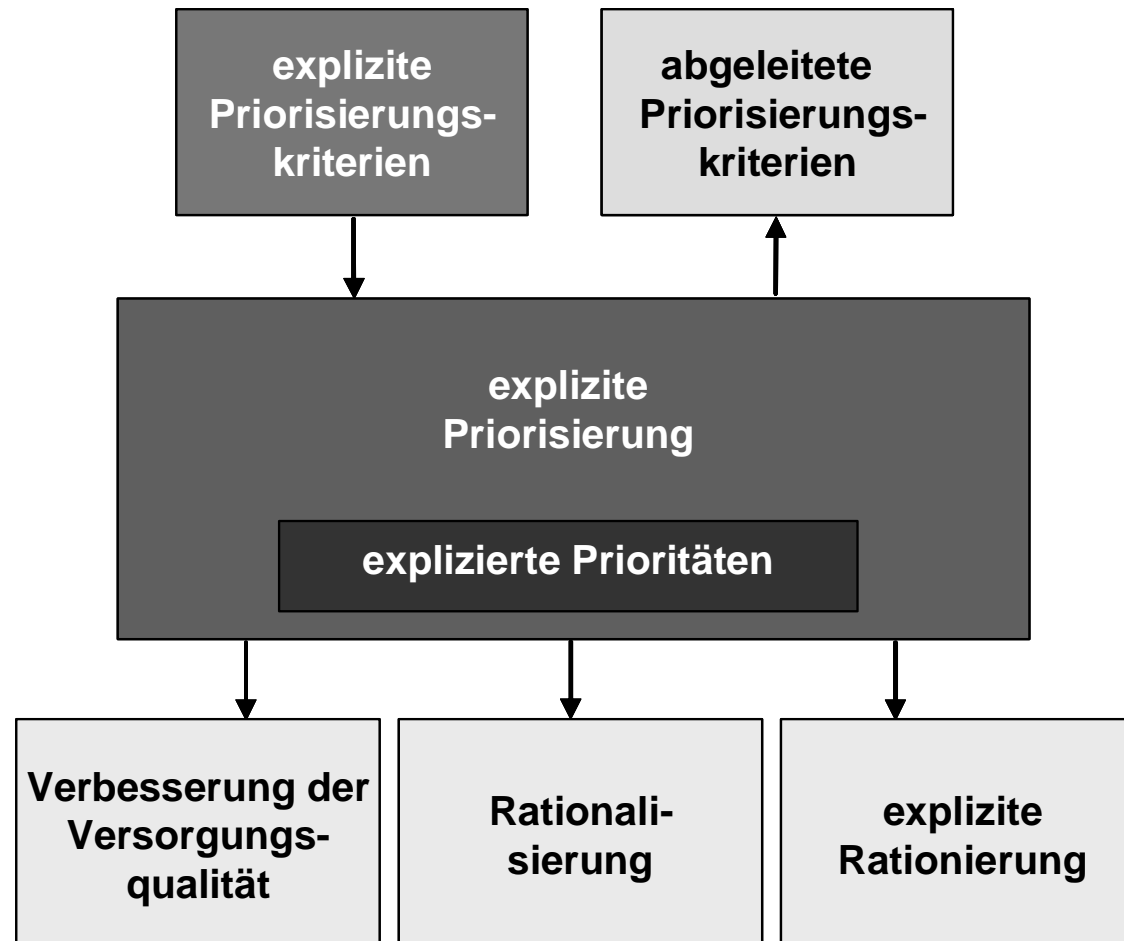 explizite
Priorisierungs-
kriterien
abgeleitete
Priorisierungs-
kriterien
explizite
Priorisierung
explizierte Prioritäten
Verbesserung der
Versorgungs-
qualität
Rationali-
sierung
explizite
Rationierung